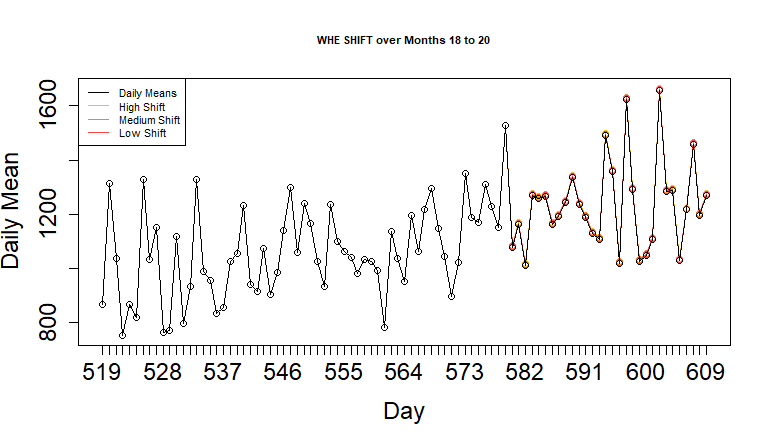 WHE SHIFT over Months 18 to 20
Daily Means
High Shift
Medium Shift
Low Shift
1600
1200
800
Daily Mean
519 528 537 546 555 564 573 582 591 600 609
Day